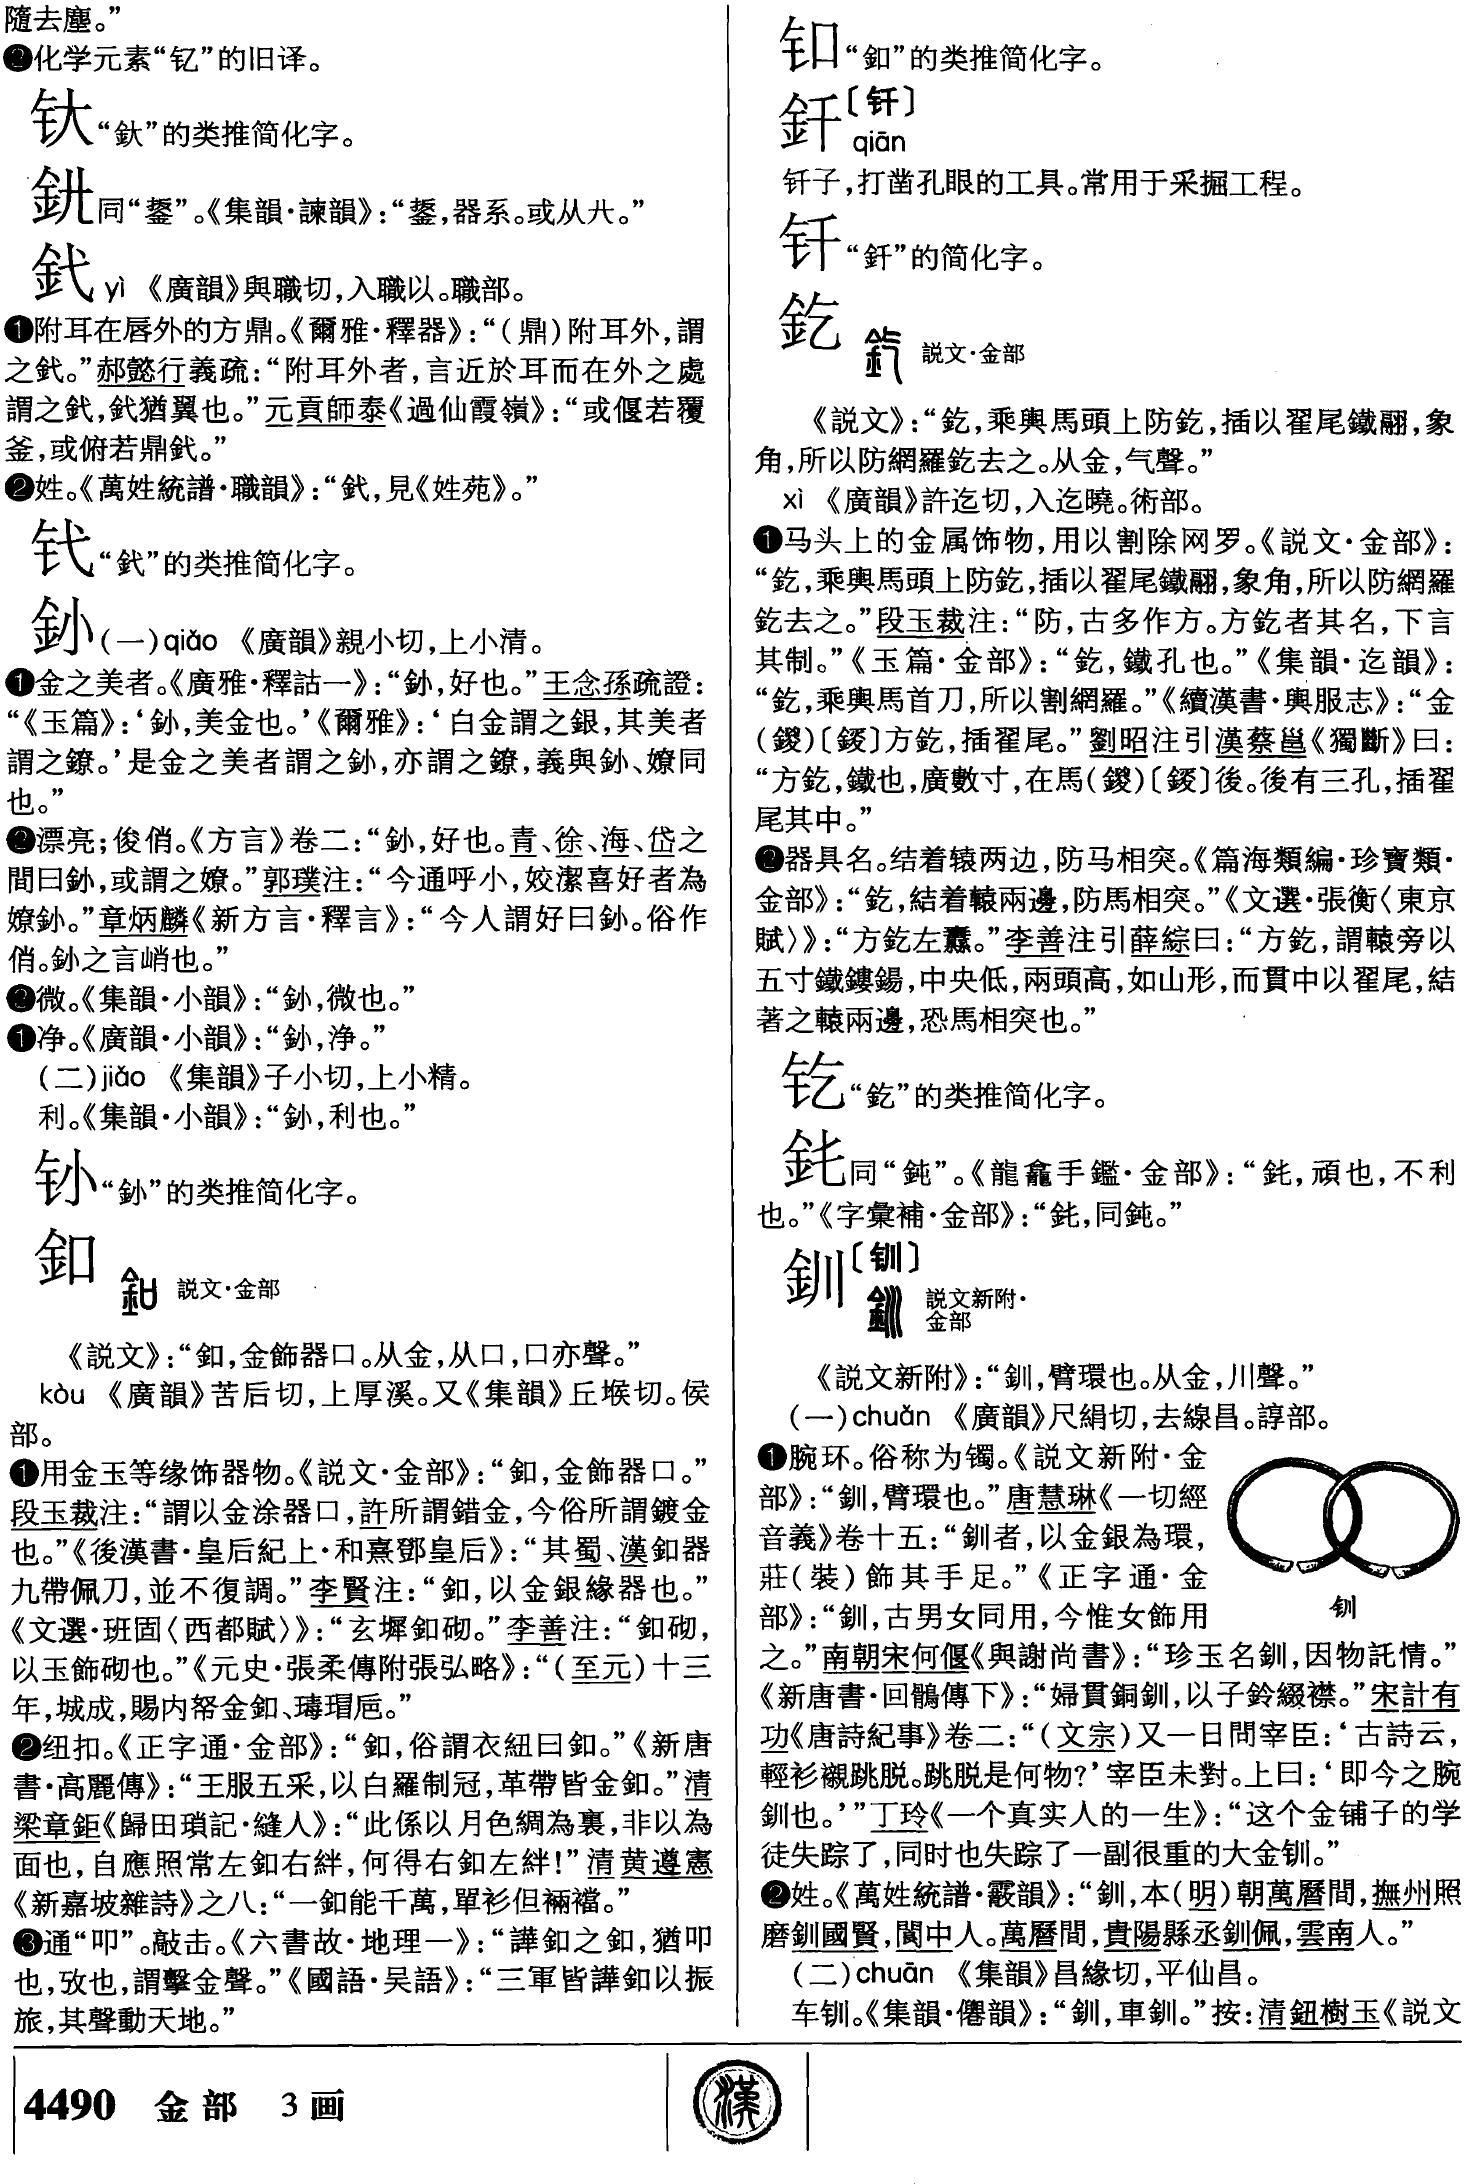 隨去塵。”
❷化学元素“钇”的旧译。
钛“鈦”的类推简化字。
同“鋬”。《集韻·諫韻》：“鋬，器系。或从廾。”
釴 yì 《廣韻》與職切，入職以。職部。
❶附耳在唇外的方鼎。《爾雅·釋器》：“（鼎）附耳外，謂
之釴。”郝懿行義疏：“附耳外者，言近於耳而在外之處
謂之釴，釴猶翼也。”元貢師泰《過仙霞嶺》：“或偃若覆
釜，或俯若鼎釴。”
❷姓。《萬姓統譜·職韻》：“釴，見《姓苑》。”
“釴”的类推简化字。
釥（一）qiǎo 《廣韻》親小切，上小清。
❶金之美者。《廣雅·釋詁一》：“釥，好也。”王念孫疏證：
“《玉篇》：‘釥，美金也。’《爾雅》：‘白金謂之銀，其美者
謂之鐐。’是金之美者謂之釥，亦謂之鐐，義與釥、嫽同
也。”
❷漂亮；俊俏。《方言》卷二：“釥，好也。青、徐、海、岱之
間曰釥，或謂之嫽。”郭璞注：“今通呼小，姣潔喜好者為
嫽釥。”章炳麟《新方言·釋言》：“今人謂好曰釥。俗作
俏。釥之言峭也。”
微。《集韻·小韻》：“釥，微也。”
净。《廣韻·小韻》：“釥，净。”
（二）jiǎo 《集韻》子小切，上小精。
利。《集韻·小韻》：“釥，利也。”
“釥”的类推简化字。
釦 説文·金部
《説文》：“釦，金飾器口。从金，从口，口亦聲。”
kòu 《廣韻》苦后切，上厚溪。又《集韻》丘堠切。侯
部。
❶用金玉等缘饰器物。《説文·金部》：“釦，金飾器口。”
段玉裁注：“謂以金涂器口，許所謂錯金，今俗所謂鍍金
也。”《後漢書·皇后紀上·和熹鄧皇后》：“其蜀、漢釦器
九帶佩刀，並不復調。”李賢注：“釦，以金銀緣器也。”
《文選·班固〈西都賦〉》：“玄墀釦砌。”李善注：“釦砌，
以玉飾砌也。”《元史·張柔傳附張弘略》：“（至元）十三
年，城成，賜内帑金釦、瑇瑁卮。”
❷纽扣。《正字通·金部》：“釦，俗謂衣紐曰釦。”《新唐
書·高麗傳》：“王服五采，以白羅制冠，革帶皆金釦。”清
梁章鉅《歸田瑣記·縫人》：“此係以月色綢為裏，非以為
面也，自應照常左釦右絆，何得右釦左絆！”清黄遵憲
《新嘉坡雜詩》之八：“一釦能千萬，單衫但裲襠。”
❸通“叩”。敲击。《六書故·地理一》：“譁釦之釦，猶叩
也，攷也，謂擊金聲。”《國語·吴語》：“三軍皆譁釦以振
旅，其聲動天地。”
“釦”的类推简化字。
釬〔钎〕
qiān
钎子，打凿孔眼的工具。常用于采掘工程。
钎“釬”的简化字。
釳 説文·金部
《説文》：“釳，乘輿馬頭上防釳，插以翟尾鐵翮，象
角，所以防網羅釳去之。从金，气聲。”
xì 《廣韻》許迄切，入迄曉。術部。
❶马头上的金属饰物，用以割除网罗。《説文·金部》：
“釳，乘輿馬頭上防釳，插以翟尾鐵翮，象角，所以防網羅
釳去之。”段玉裁注：“防，古多作方。方釳者其名，下言
其制。”《玉篇·金部》：“釳，鐵孔也。”《集韻·迄韻》：
“釳，乘輿馬首刀，所以割網羅。”《續漢書·輿服志》：“金
（鍐）〔錽〕方釳，插翟尾。”劉昭注引漢蔡邕《獨斷》曰：
“方釳，鐵也，廣數寸，在馬（鍐）〔錽〕後。後有三孔，插翟
尾其中。”
❷器具名。结着辕两边，防马相突。《篇海類編·珍寶類·
金部》：“釳，結着轅兩邊，防馬相突。”《文選·張衡〈東京
賦〉》：“方釳左纛。”李善注引薛綜曰：“方釳，謂轅旁以
五寸鐵鏤鍚，中央低，兩頭高，如山形，而貫中以翟尾，結
著之轅兩邊，恐馬相突也。”
“釳”的类推简化字。
同“鈍”。《龍龕手鑑·金部》：“釶，頑也，不利
也。”《字彙補·金部》：“釶，同鈍。”
釧〔钏〕
説文新附·
金部
《説文新附》：“釧，臂環也。从金，川聲。”
（一）chuǎn 《廣韻》尺絹切，去線昌。諄部。
❶腕环。俗称为镯。《説文新附·金
部》：“釧，臂環也。”唐慧琳《一切經
音義》卷十五：“釧者，以金銀為環，
莊（裝）飾其手足。”《正字通·金
部》：“釧，古男女同用，今惟女飾用
钏
之。”南朝宋何偃《與謝尚書》：“珍玉名釧，因物託情。”
《新唐書·回鶻傳下》：“婦貫銅釧，以子鈴綴襟。”宋計有
功《唐詩紀事》卷二：“（文宗）又一日問宰臣：‘古詩云，
輕衫襯跳脱。跳脱是何物？’宰臣未對。上曰：‘即今之腕
釧也。’”丁玲《一个真实人的一生》：“这个金铺子的学
徒失踪了，同时也失踪了一副很重的大金钏。”
❷姓。《萬姓統譜·霰韻》：“釧，本（明）朝萬曆間，撫州照
磨釧國賢，閬中人。萬曆間，貴陽縣丞釧佩，雲南人。”
（二）chuān 《集韻》昌緣切，平仙昌。
车钏。《集韻·僊韻》：“釧，車釧。”按：清鈕樹玉《説文
4490 金部 3画
漢